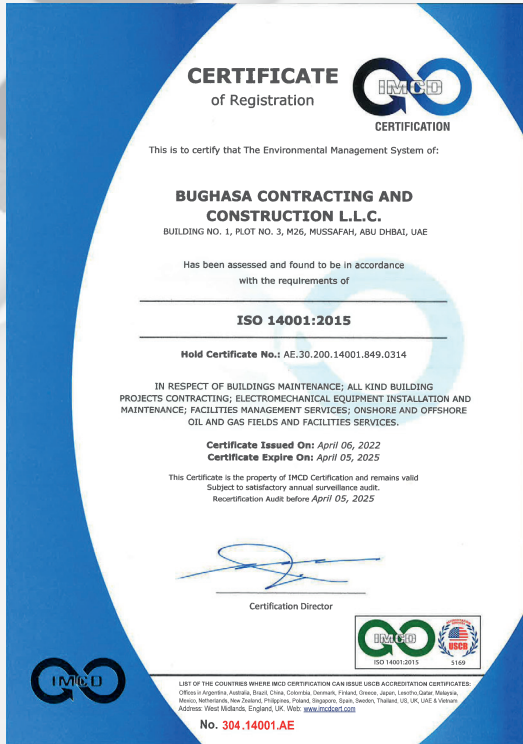 CERTIFICATE
of Registration
IMCD
CERTIFICATION
This is to certify that The Environmental Management System of:
BUGHASA CONTRACTING AND
CONSTRUCTION L.L.C.
BUILDING NO. 1, PLOT NO. 3, M26, MUSSAFAH, ABU DHBAI, UAE
Has been assessed and found to be in accordance
with the requirements of
ISO 14001:2015
Hold Certificate No.: AE.30.200.14001.849.0314
IN RESPECT OF BUILDINGS MAINTENANCE; ALL KIND BUILDING
PROJECTS CONTRACTING; ELECTROMECHANICAL EQUIPMENT INSTALLATION AND
MAINTENANCE; FACILITIES MANAGEMENT SERVICES; ONSHORE AND OFFSHORE
OIL AND GAS FIELDS AND FACILITIES SERVICES.
Certificate Issued On: April 06, 2022
Certificate Expire On: April 05, 2025
This Certificate is the property of IMCD Certification and remains valid
Subject to satisfactory annual surveillance audit.
Recertification Audit before April 05, 2025
Certification Director
IMCD
USCB
ISO 14001:2015
5169
IMCD
LIST OF THE COUNTRIES WHERE IMCD CERTIFICATION CAN ISSUE USCB ACCREDITATION CERTIFICATES:
Offices in Argentina, Australia, Brazil, China, Colombia, Denmark, Finland, Greece, Japan, Lesotho,Qatar, Malaysia,
Mexico, Netherlands, New Zealand, Philippines, Poland, Singapore, Spain, Sweden, Thailand, US, UK, UAE & Vietnam
Address: West Midlands, England, UK. Web: www.imcdcert.com
No. 304.14001.AE